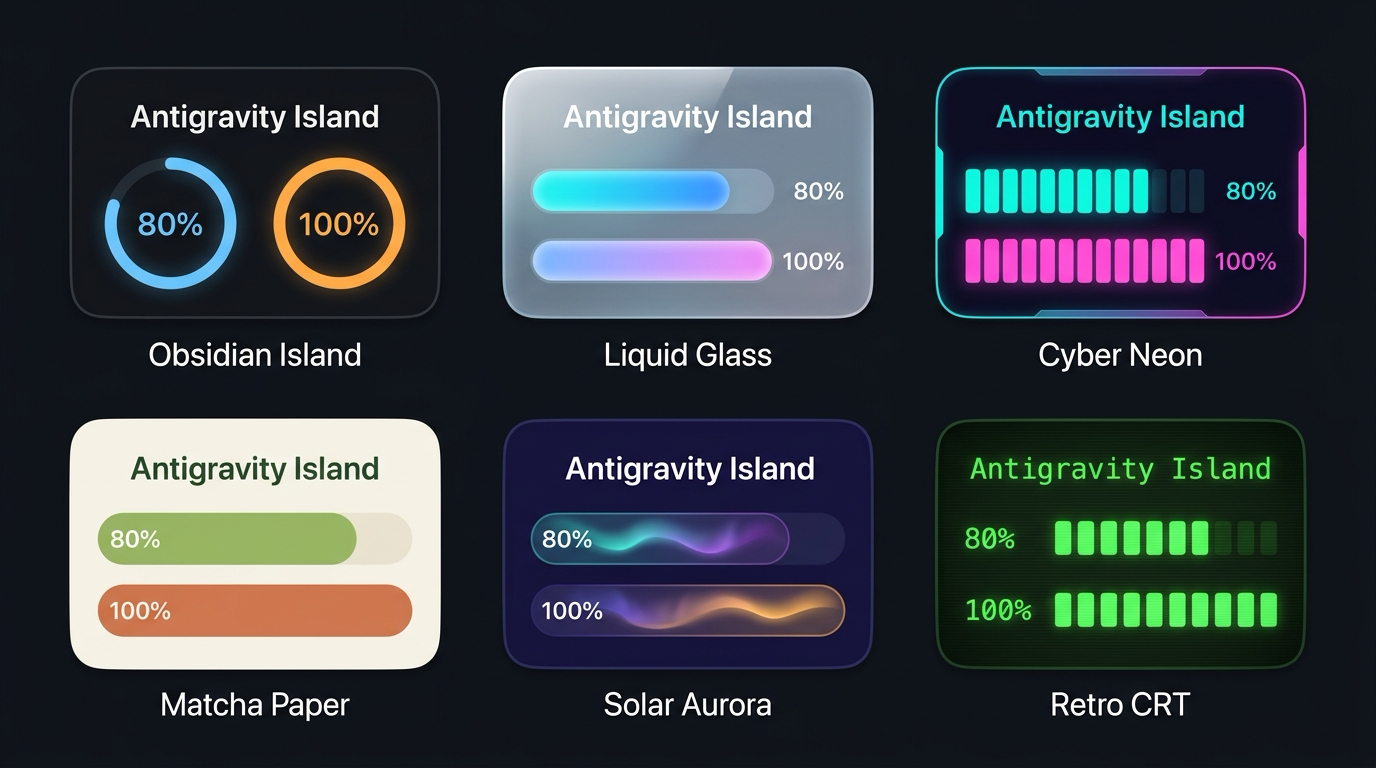 Antigravity Island
80%
100%
Obsidian Island
Antigravity Island
80%
100%
Liquid Glass
Antigravity Island
80%
100%
Cyber Neon
Antigravity Island
80%
100%
Matcha Paper
Antigravity Island
80%
100%
Solar Aurora
Antigravity Island
80%
100%
Retro CRT